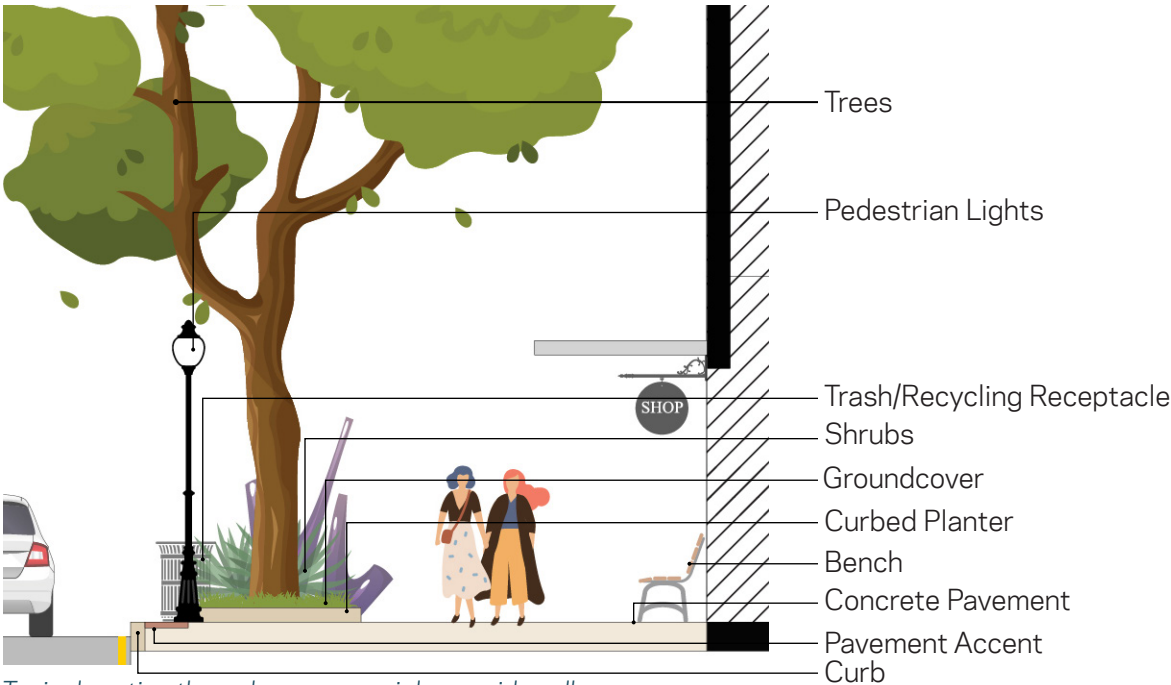 Trees
Pedestrian Lights
Trash/Recycling Receptacle
SHOP
Shrubs
Groundcover
Curbed Planter
Bench
Concrete Pavement
Pavement Accent
Curb